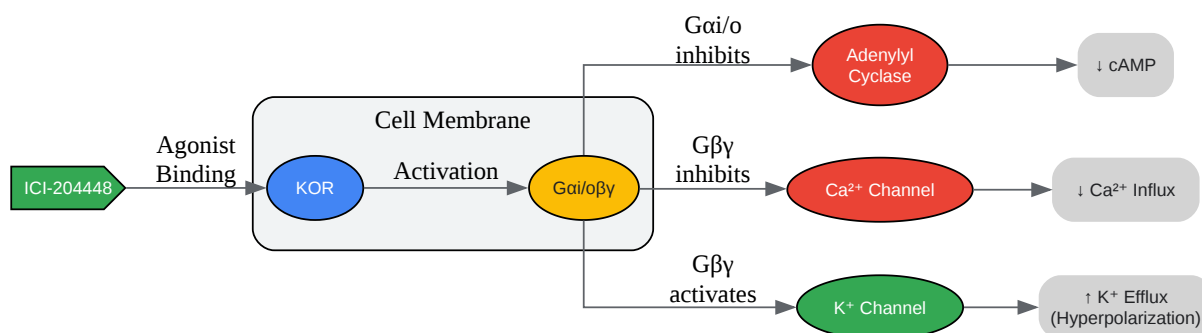 Gαi/o
inhibits
Adenylyl
Cyclase
↓ cAMP
Cell Membrane
Agonist
Binding
ICI-204448
KOR
Activation
Gαi/oβγ
Gβγ
inhibits
Ca²⁺ Channel
↓ Ca²⁺ Influx
Gβγ
activates
K⁺ Channel
↑ K⁺ Efflux
(Hyperpolarization)